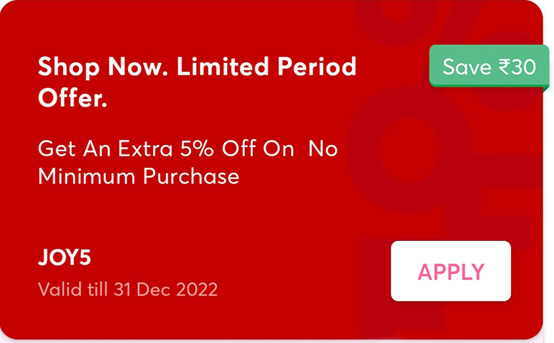 Shop Now. Limited Period
Save ₹30
Offer.
Get An Extra 5% Off On  No
Minimum Purchase
JOY5
APPLY
Valid till 31 Dec 2022